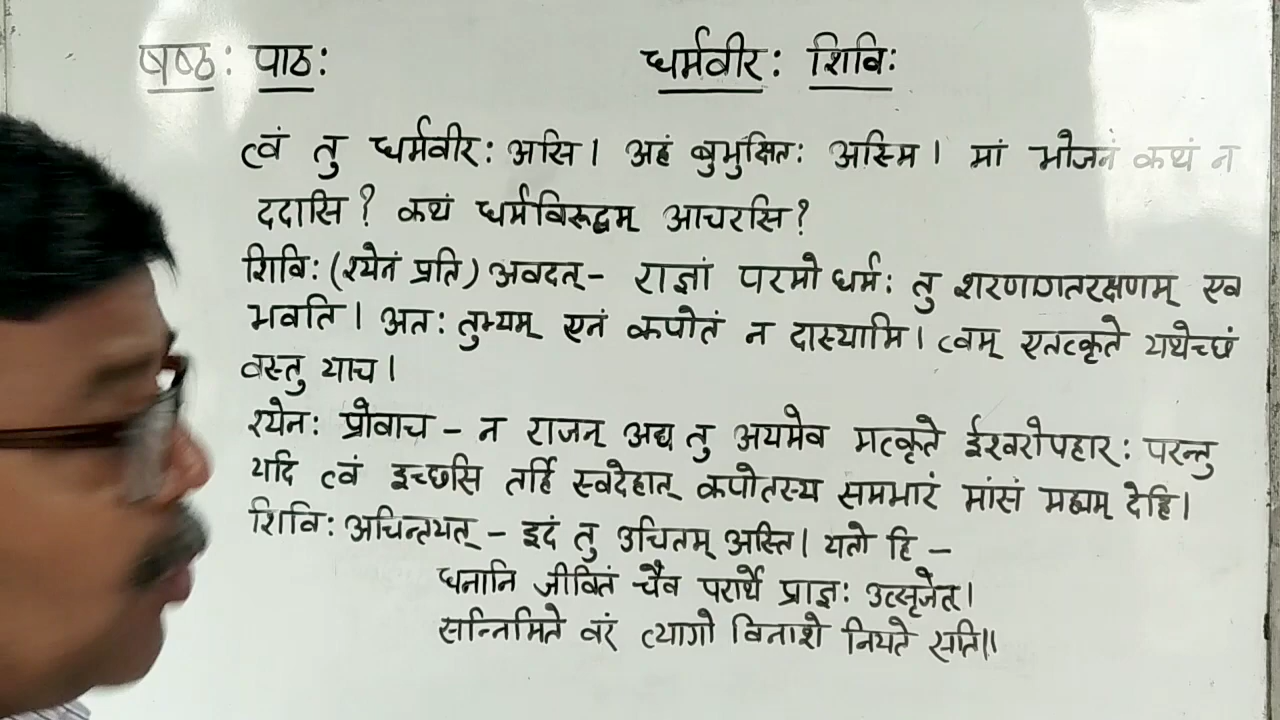 षष्ठः पाठः धर्मवीरः शिविः
त्वं तु धर्मवीरः असि। अहं बुमुक्षितः अस्मि। मां भोजनं कथं न
ददासि? कथं धर्मविरूद्धम् आचरसि?
शिविः (श्येनं प्रति) अवदत् - राज्ञां परमो धर्मः तु शरणागतरक्षणम् एव
भवति। अतः तुभ्यम् एनं कपोतं न दास्यामि। त्वम् एतत्कृते यथेच्छं
वस्तु याच।
श्येनः प्रोवाच - न राजन् अद्य तु अयमेव मत्कृते ईश्वरोपहारः परन्तु
यदि त्वं इच्छसि तर्हि स्वदेहात् कपोतस्य समभारं मांसं मह्यम् देहि।
शिविः अचिन्तयत् - इदं तु उचितम् अस्ति। यतो हि -
धनानि जीवितं चैव परार्थे प्राज्ञः उत्सृजेत्।
सन्निमिते वरं त्यागो विनाशे नियते सति॥